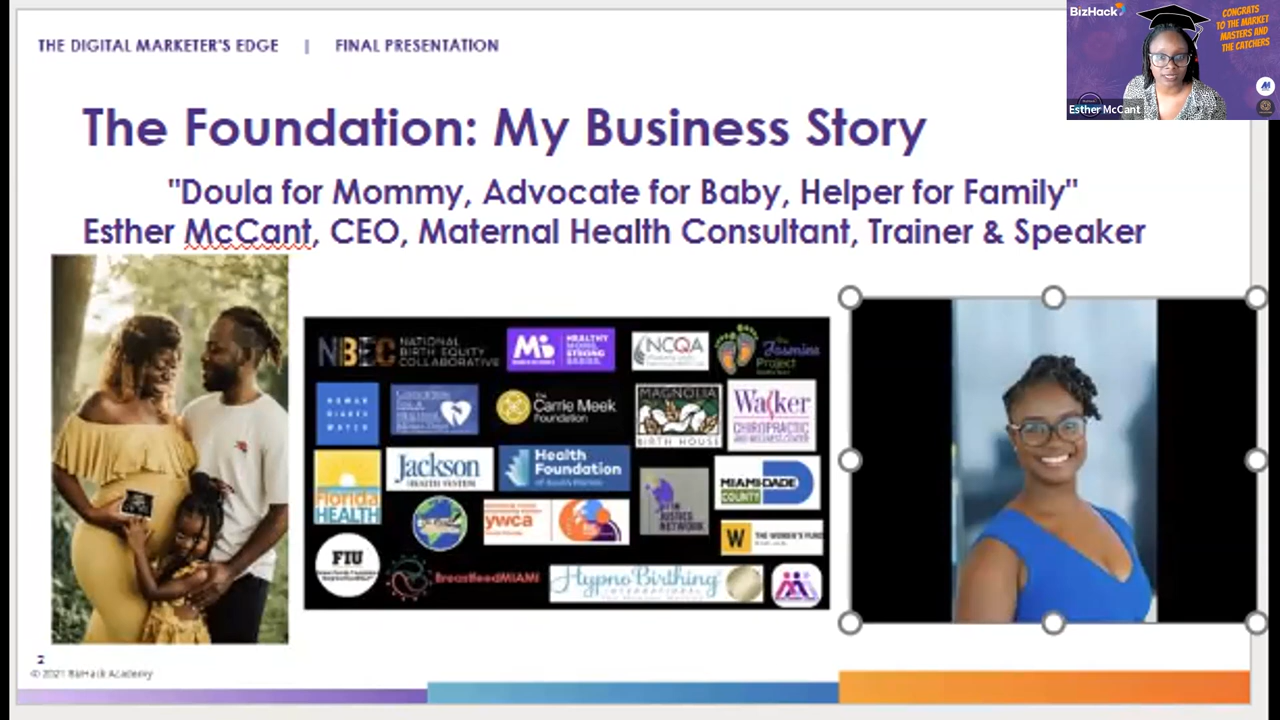 THE DIGITAL MARKETER'S EDGE | FINAL PRESENTATION
BizHack
CONGRATS
TO THE MARKET
MASTERS AND
THE CATCHERS
Esther McCant
The Foundation: My Business Story
"Doula for Mommy, Advocate for Baby, Helper for Family"
Esther McCant, CEO, Maternal Health Consultant, Trainer & Speaker
NBEC NATIONAL
BIRTH EQUITY
COLLABORATIVE
HEALTHY
MOMS
STRONG
BABIES
NCQA
The
Jasmine
Project
HUMAN
RIGHTS
WATCH
The
Carrie Meek
Foundation
MAGNOLIA
BIRTH HOUSE
Walker
CHIROPRACTIC
AND WELLNESS CENTER
Florida
HEALTH
Jackson
HEALTH SYSTEM
Health
Foundation
of South Florida
JUSTICE
NETWORK
MIAMI-DADE
COUNTY
ywca
W THE WOMEN'S FUND
FIU
BreastfeedMIAMI
HypnoBirthing
INTERNATIONAL
2
© 2021 BizHack Academy